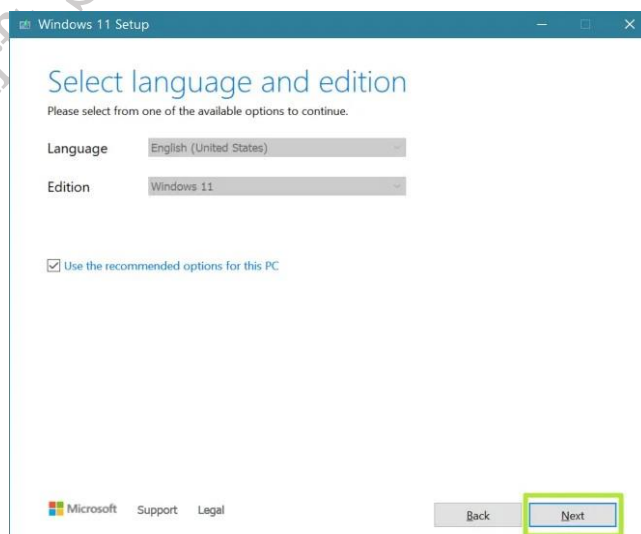 Windows 11 Setup
Select language and edition
Please select from one of the available options to continue.
Language English (United States)
Edition Windows 11
Use the recommended options for this PC
Microsoft Support Legal Back Next